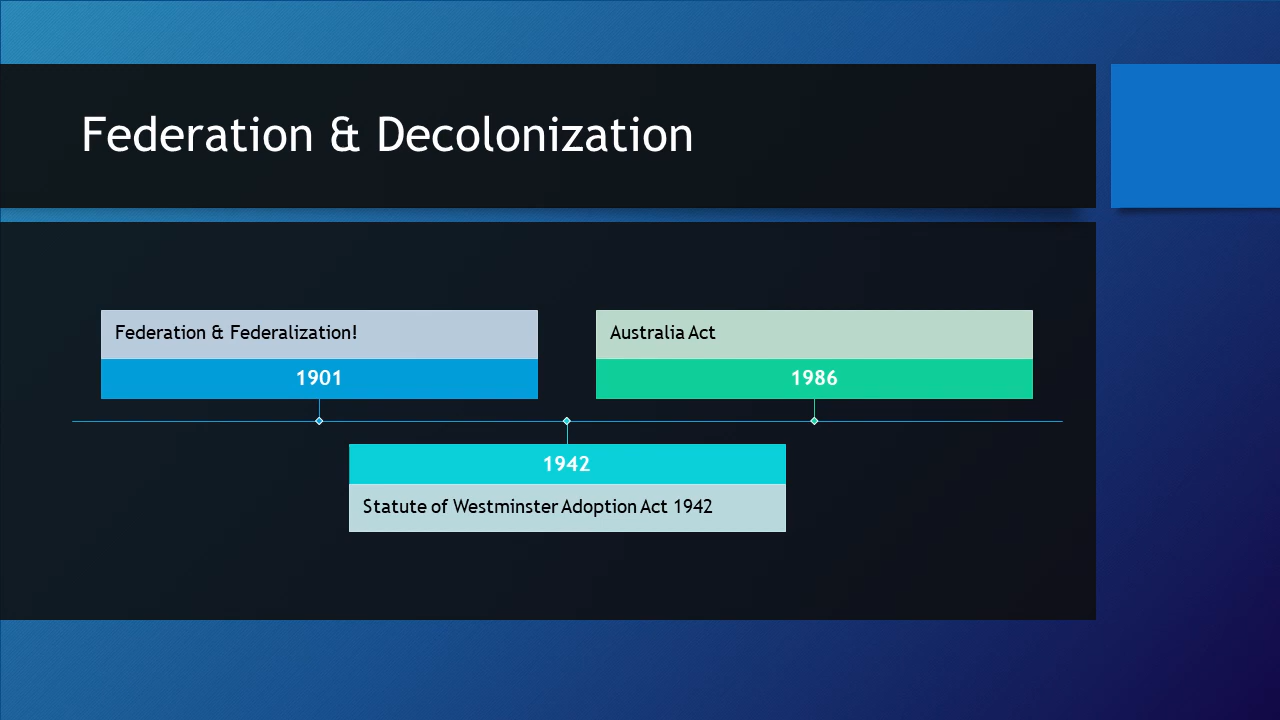 Federation & Decolonization
Federation & Federalization!
1901
Australia Act
1986
1942
Statute of Westminster Adoption Act 1942